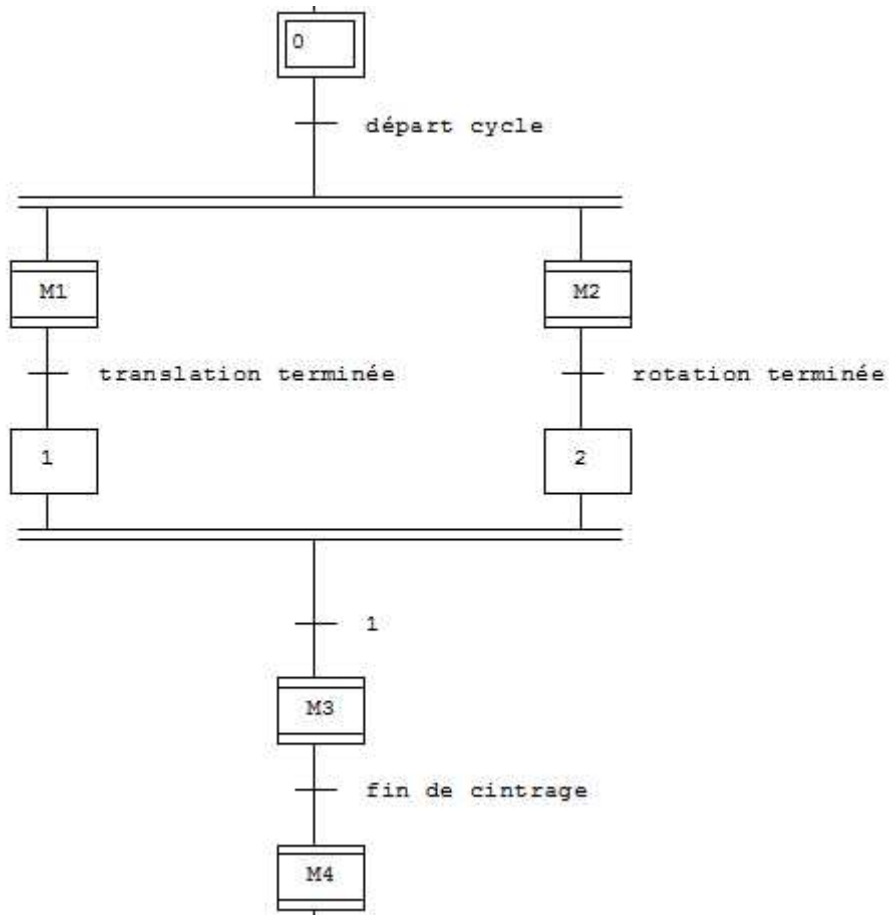 0
départ cycle
M1
M2
translation terminée
rotation terminée
1
2
1
M3
fin de cintrage
M4